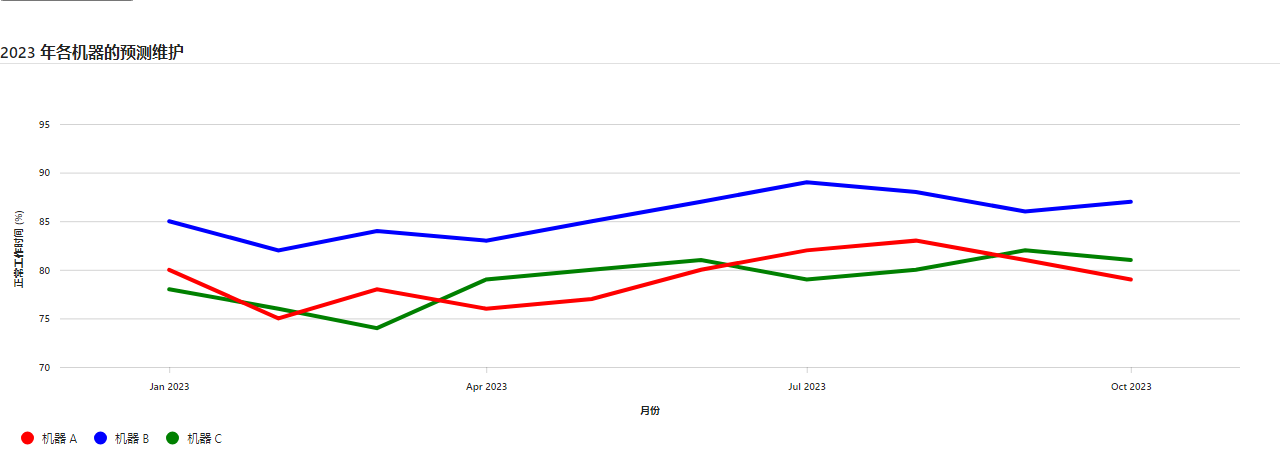 2023 年各机器的预测维护
95
90
85
80
75
70
正常工作时间 (%)
Jan 2023
Apr 2023
Jul 2023
Oct 2023
月份
机器 A
机器 B
机器 C